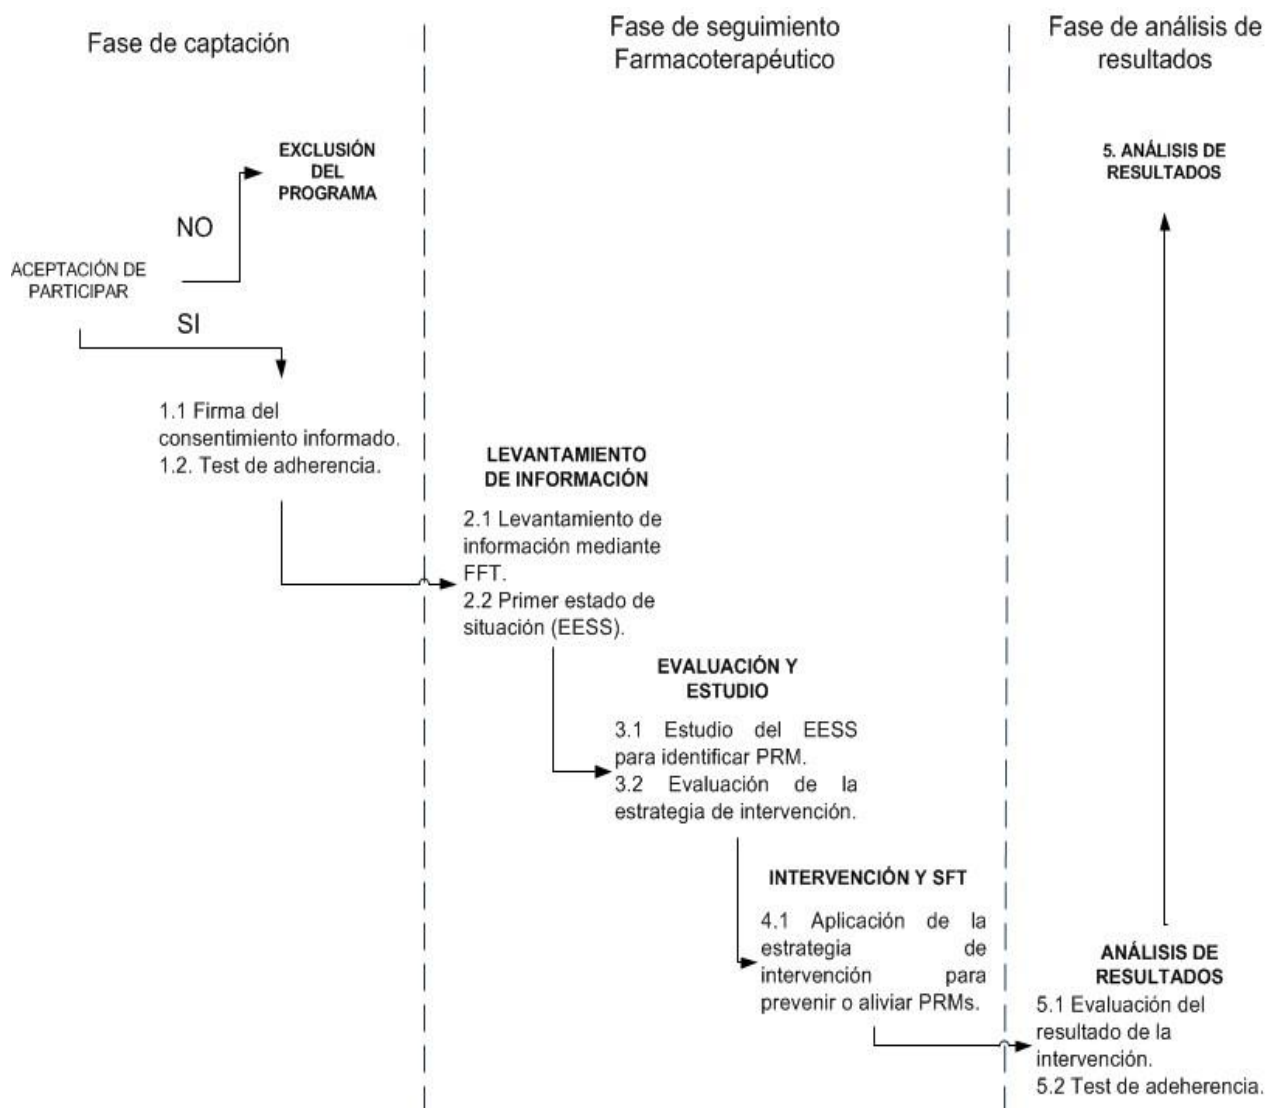 Fase de captación
Fase de seguimiento
Farmacoterapéutico
Fase de análisis de
resultados
EXCLUSIÓN
DEL
PROGRAMA
NO
ACEPTACIÓN DE
PARTICIPAR
SI
1.1 Firma del
consentimiento informado.
1.2. Test de adherencia.
LEVANTAMIENTO
DE INFORMACIÓN
2.1 Levantamiento de
información mediante
FFT.
2.2 Primer estado de
situación (EESS).
EVALUACIÓN Y
ESTUDIO
3.1 Estudio del EESS
para identificar PRM.
3.2 Evaluación de la
estrategia de intervención.
INTERVENCIÓN Y SFT
4.1 Aplicación de la
estrategia de
intervención para
prevenir o aliviar PRMs.
5. ANÁLISIS DE
RESULTADOS
ANÁLISIS DE
RESULTADOS
5.1 Evaluación del
resultado de la
intervención.
5.2 Test de adeherencia.